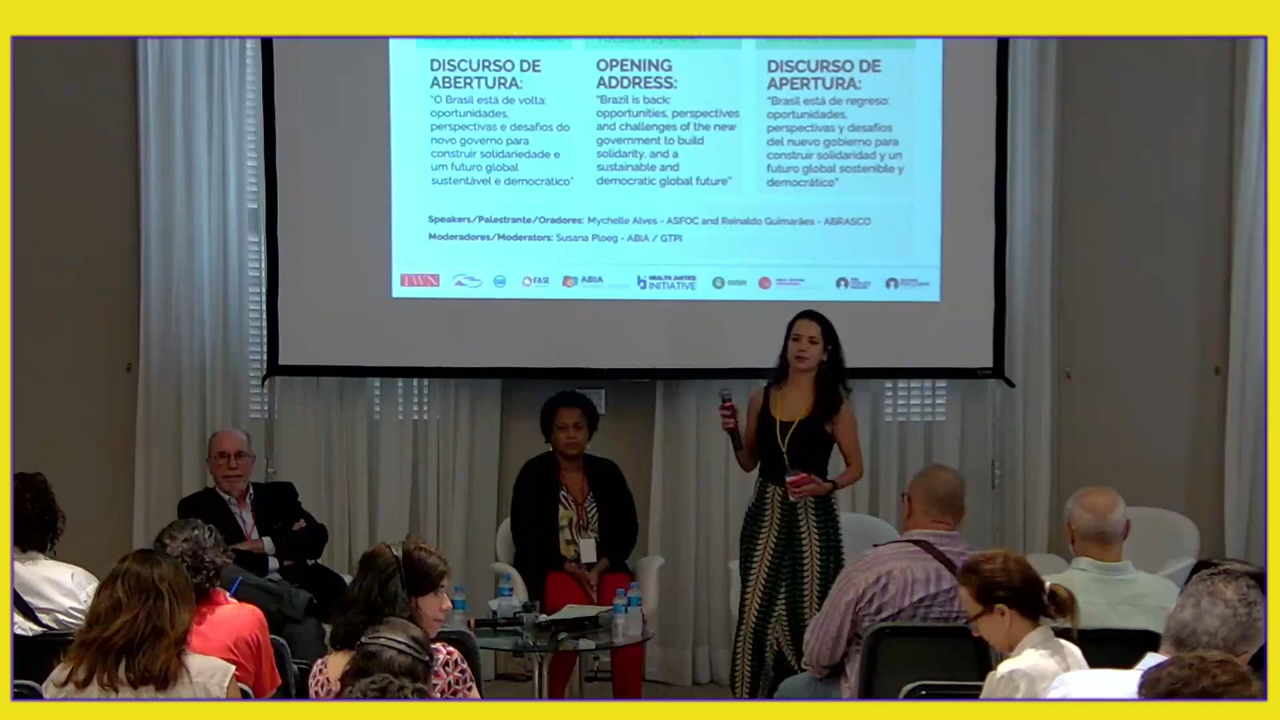 DISCURSO DE
ABERTURA:
"O Brasil está de volta:
oportunidades,
perspectivas e desafios do
novo governo para
construir solidariedade e
um futuro global
sustentável e democrático"
OPENING
ADDRESS:
"Brazil is back:
opportunities, perspectives
and challenges of the new
government to build
solidarity, and a
sustainable and
democratic global future"
DISCURSO DE
APERTURA:
"Brasil está de regreso:
oportunidades,
perspectivas y desafios
del nuevo gobierno para
construir solidaridad y un
futuro global sostenible y
democrático"
Speakers/Palestrante/Oradores: Mychelle Alves - ASFOC and Reinaldo Guimarães - ABRASCO
Moderadores/Moderators: Susana Ploeg - ABIA / GTPI
TWN
FASE
ABIA
HEALTH JUSTICE
INITIATIVE